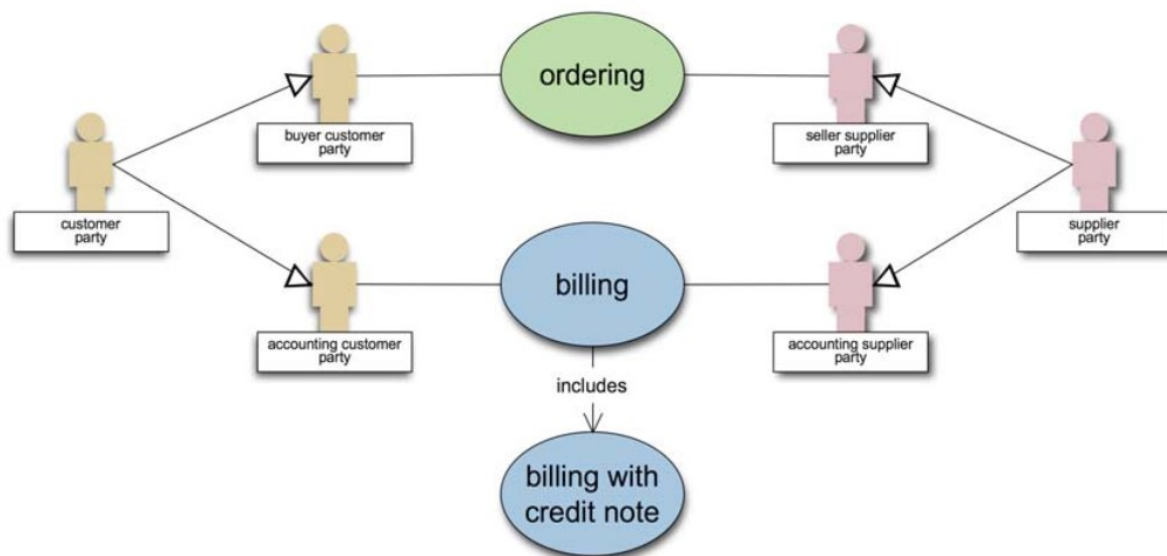 ordering
buyer customer
party
seller supplier
party
customer
party
supplier
party
billing
accounting customer
party
accounting supplier
party
includes
billing with
credit note